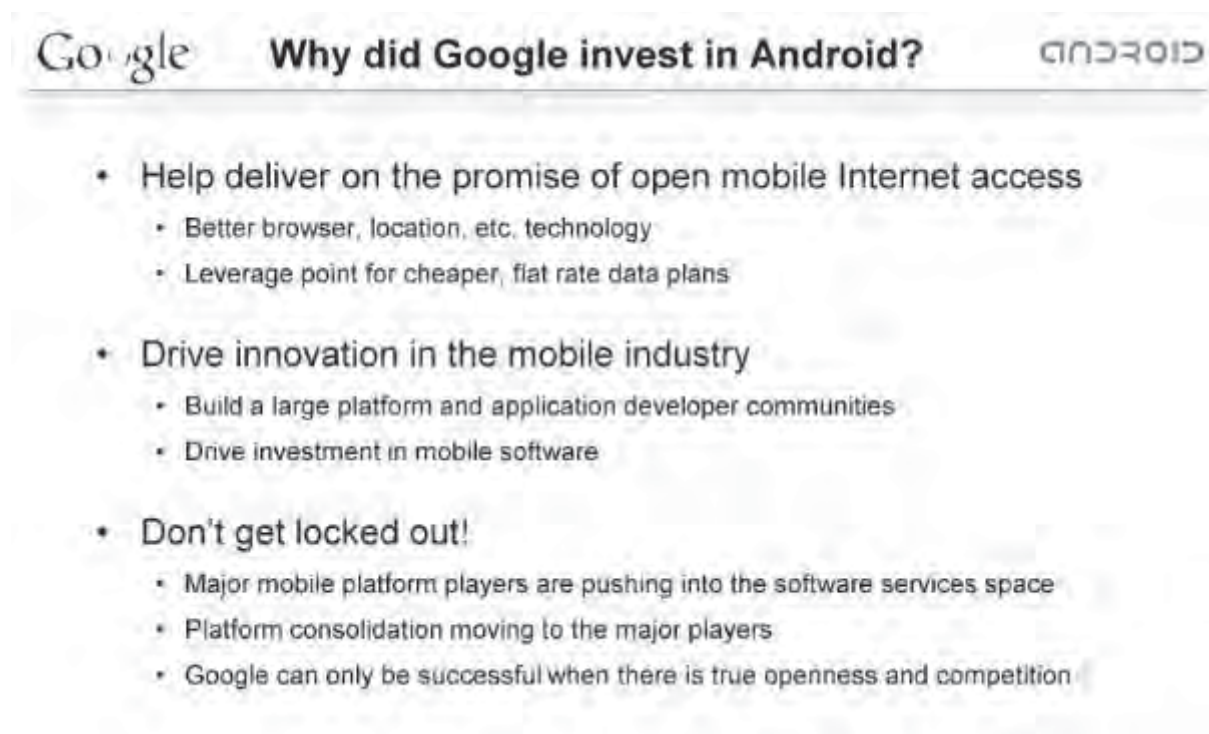 Google Why did Google invest in Android? ANDROID
• Help deliver on the promise of open mobile Internet access
• Better browser, location, etc. technology
• Leverage point for cheaper, flat rate data plans
• Drive innovation in the mobile industry
• Build a large platform and application developer communities
• Drive investment in mobile software
• Don't get locked out!
• Major mobile platform players are pushing into the software services space
• Platform consolidation moving to the major players
• Google can only be successful when there is true openness and competition